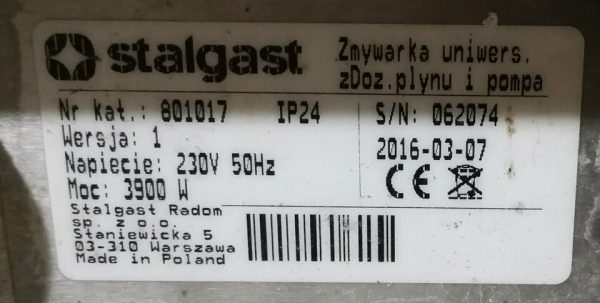 stalgast
Zmywarka uniwers.
zDoz.plynu i pompa
Nr kat.: 801017 IP24
S/N: 062074
Wersja: 1
2016-03-07
Napiecie: 230V 50Hz
Moc: 3900 W
CE
Stalgast Radom
sp. z o.o.
Staniewicka 5
03-310 Warszawa
Made in Poland